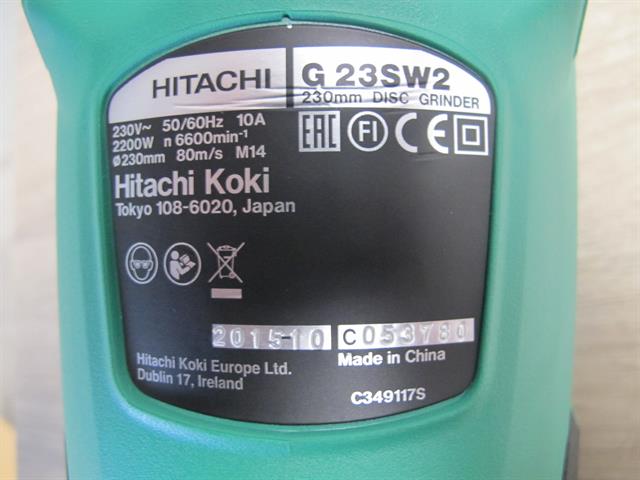 HITACHI
G 23SW2
230mm DISC GRINDER
230V~ 50/60Hz 10A
2200W n 6600min-¹
ø230mm 80m/s M14
EAC FI CE
Hitachi Koki
Tokyo 108-6020, Japan
201510 C053780
Hitachi Koki Europe Ltd.
Dublin 17, Ireland
Made in China
C349117S